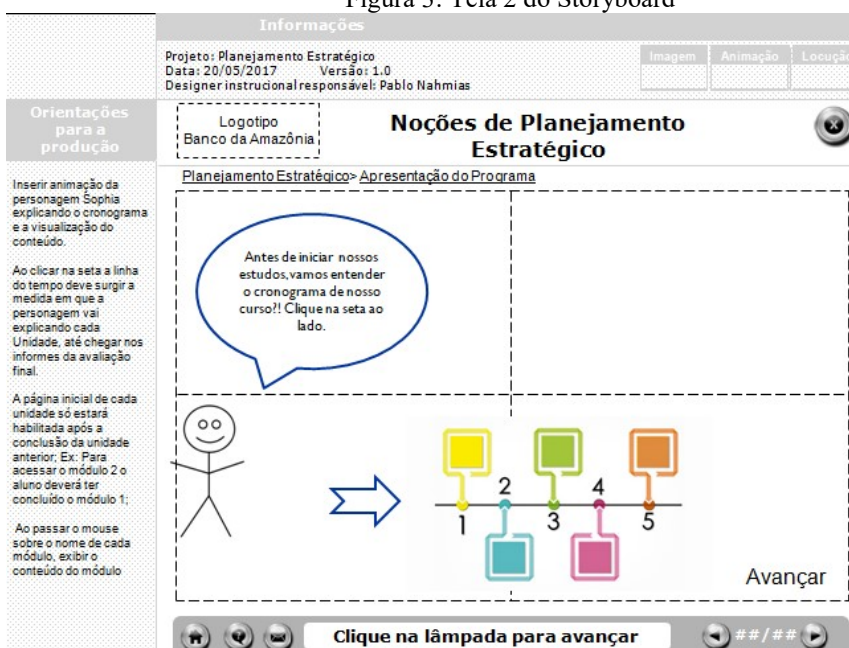 Figura 3: Tela 2 do Storyboard
Informações
Projeto: Planejamento Estratégico
Data: 20/05/2017 Versão: 1.0
Designer instrucional responsável: Pablo Nahmias
Imagem Animação Locução
Orientações
para a
produção
Inserir animação da
personagem Sophia
explicando o cronograma
e a visualização do
conteúdo.
Ao clicar na seta a linha
do tempo deve surgir a
medida em que a
personagem vai
explicando cada
Unidade, até chegar nos
informes da avaliação
final.
A página inicial de cada
unidade só estará
habilitada após a
conclusão da unidade
anterior; Ex: Para
acessar o módulo 2 o
aluno deverá ter
concluído o módulo 1;
Ao passar o mouse
sobre o nome de cada
módulo, exibir o
conteúdo do módulo
Logotipo
Banco da Amazônia
Noções de Planejamento
Estratégico
x
Planejamento Estratégico> Apresentação do Programa
Antes de iniciar nossos
estudos, vamos entender
o cronograma de nosso
curso?! Clique na seta ao
lado.
1 2 3 4 5
Avançar
?
Clique na lâmpada para avançar
##/##